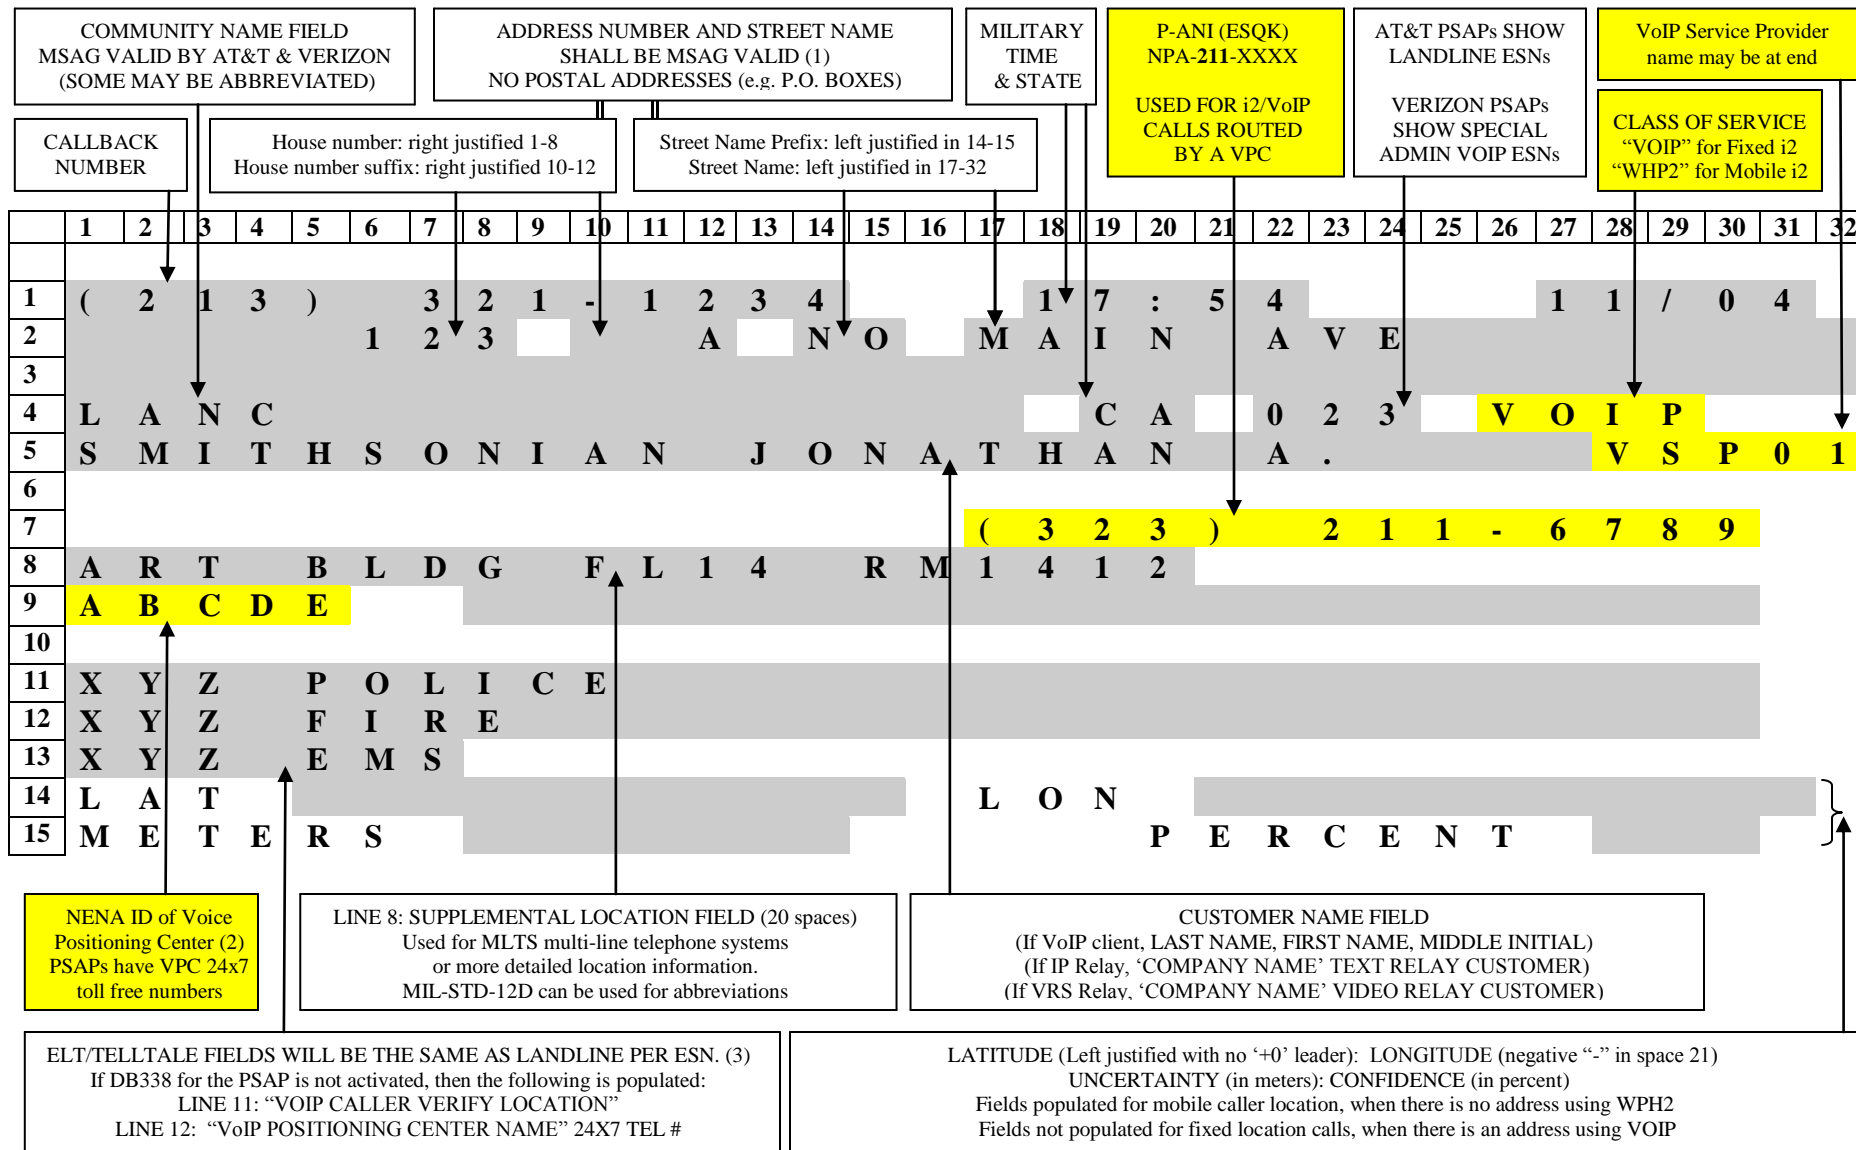 COMMUNITY NAME FIELD
MSAG VALID BY AT&T & VERIZON
(SOME MAY BE ABBREVIATED)
ADDRESS NUMBER AND STREET NAME
SHALL BE MSAG VALID (1)
NO POSTAL ADDRESSES (e.g. P.O. BOXES)
MILITARY
TIME
& STATE
P-ANI (ESQK)
NPA-211-XXXX
USED FOR i2/VoIP
CALLS ROUTED
BY A VPC
AT&T PSAPs SHOW
LANDLINE ESNs
VERIZON PSAPs
SHOW SPECIAL
ADMIN VOIP ESNs
VoIP Service Provider
name may be at end
CALLBACK
NUMBER
House number: right justified 1-8
House number suffix: right justified 10-12
Street Name Prefix: left justified in 14-15
Street Name: left justified in 17-32
CLASS OF SERVICE
“VOIP” for Fixed i2
“WHP2” for Mobile i2
1 2 3 4 5 6 7 8 9 10 11 12 13 14 15 16 17 18 19 20 21 22 23 24 25 26 27 28 29 30 31 32
1 ( 2 1 3 ) 3 2 1 - 1 2 3 4 1 7 : 5 4 1 1 / 0 4
2 1 2 3 A N O M A I N A V E
3
4 L A N C C A 0 2 3 V O I P
5 S M I T H S O N I A N J O N A T H A N A . V S P 0 1
6
7 ( 3 2 3 ) 2 1 1 - 6 7 8 9
8 A R T B L D G F L 1 4 R M 1 4 1 2
9 A B C D E
10
11 X Y Z P O L I C E
12 X Y Z F I R E
13 X Y Z E M S
14 L A T L O N
15 M E T E R S P E R C E N T
NENA ID of Voice
Positioning Center (2)
PSAPs have VPC 24x7
toll free numbers
LINE 8: SUPPLEMENTAL LOCATION FIELD (20 spaces)
Used for MLTS multi-line telephone systems
or more detailed location information.
MIL-STD-12D can be used for abbreviations
CUSTOMER NAME FIELD
(If VoIP client, LAST NAME, FIRST NAME, MIDDLE INITIAL)
(If IP Relay, ‘COMPANY NAME’ TEXT RELAY CUSTOMER)
(If VRS Relay, ‘COMPANY NAME’ VIDEO RELAY CUSTOMER)
ELT/TELLTALE FIELDS WILL BE THE SAME AS LANDLINE PER ESN. (3)
If DB338 for the PSAP is not activated, then the following is populated:
LINE 11: “VOIP CALLER VERIFY LOCATION”
LINE 12: “VoIP POSITIONING CENTER NAME” 24X7 TEL #
LATITUDE (Left justified with no ‘+0’ leader): LONGITUDE (negative “-” in space 21)
UNCERTAINTY (in meters): CONFIDENCE (in percent)
Fields populated for mobile caller location, when there is no address using WPH2
Fields not populated for fixed location calls, when there is an address using VOIP